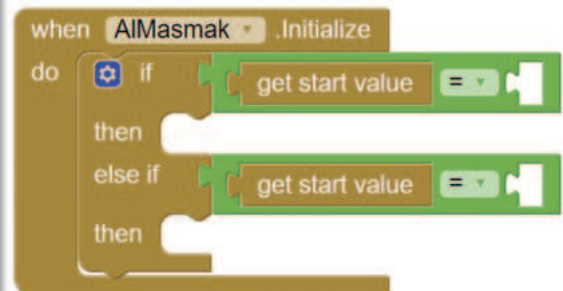 when AlMasmak .Initialize
do if get start value =
then
else if get start value =
then